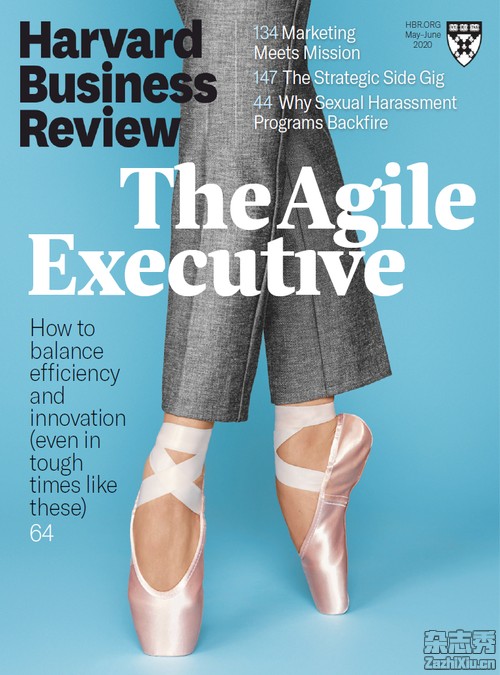 Harvard
Business
Review
134 Marketing
Meets Mission
147 The Strategic Side Gig
44 Why Sexual Harassment
Programs Backfire
HBR.ORG
May-June
2020
The Agile
Executive
How to
balance
efficiency
and
innovation
(even in
tough
times like
these)
64
杂志秀
ZazhiXiu.cn